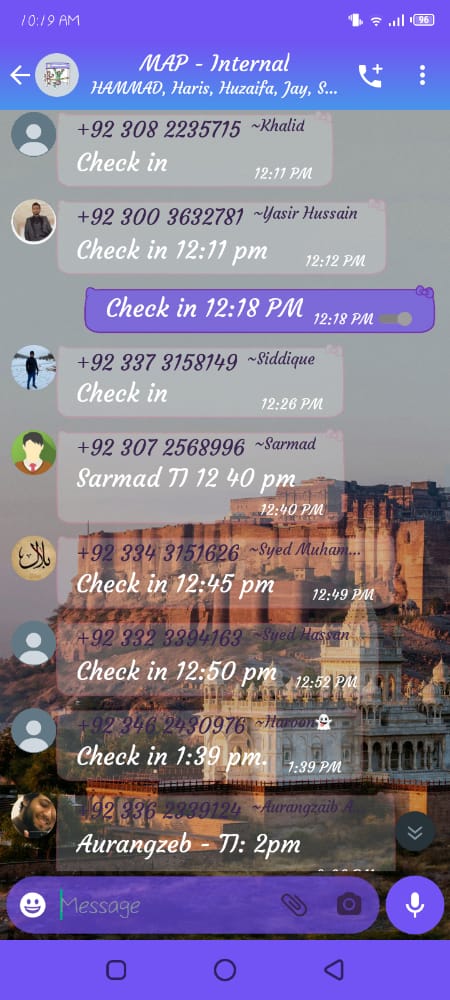 10:19 AM
96
MAP - Internal
HAMMAD, Haris, Huzaifa, Jay, S...
+92 308 2235715 ~Khalid
Check in
12:11 PM
+92 300 3632781 ~Yasir Hussain
Check in 12:11 pm
12:12 PM
Check in 12:18 PM
12:18 PM
+92 337 3158149 ~Siddique
Check in
12:26 PM
+92 307 2568996 ~Sarmad
Sarmad TI 12 40 pm
12:40 PM
+92 334 3151626 ~Syed Muham...
Check in 12:45 pm
12:49 PM
+92 332 3394163 ~Syed Hassan
Check in 12:50 pm
12:52 PM
+92 346 2430976 ~Haroon👻
Check in 1:39 pm.
1:39 PM
+92 336 2339124 ~Aurangzaib A...
Aurangzeb - TI: 2pm
Message